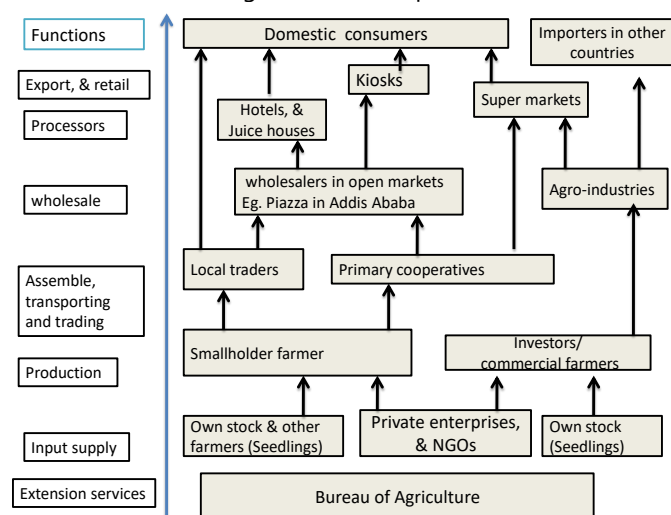 Functions
Domestic consumers
Importers in other
countries
Export, & retail
Kiosks
Super markets
Processors
Hotels, &
Juice houses
wholesale
wholesalers in open markets
Eg. Piazza in Addis Ababa
Agro-industries
Assemble,
transporting
and trading
Local traders
Primary cooperatives
Production
Smallholder farmer
Investors/
commercial farmers
Input supply
Own stock & other
farmers (Seedlings)
Private enterprises,
& NGOs
Own stock
(Seedlings)
Extension services
Bureau of Agriculture